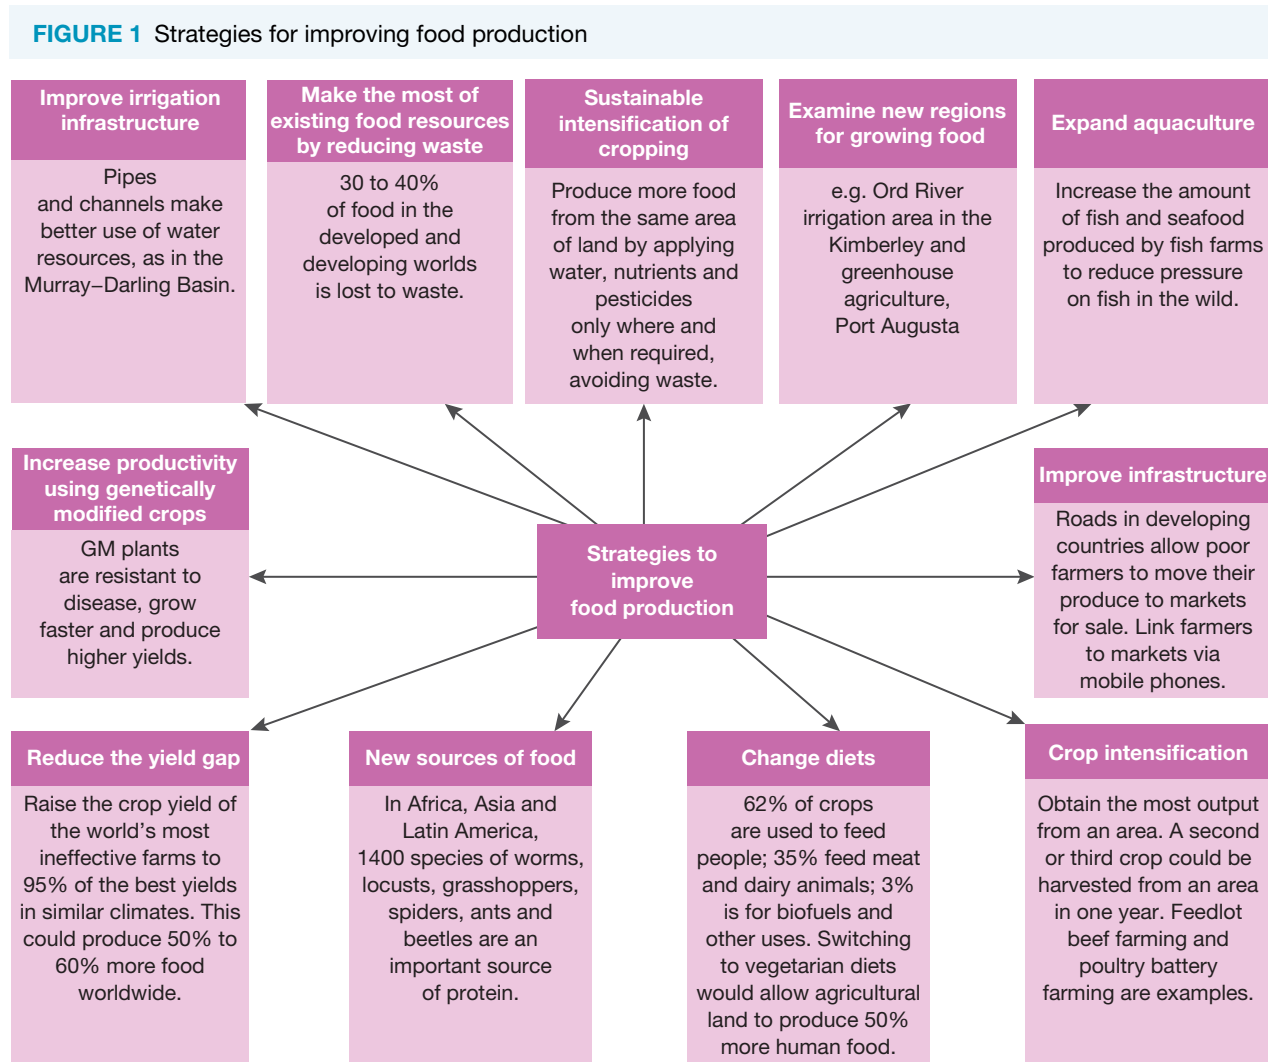 FIGURE 1 Strategies for improving food production
Improve irrigation
infrastructure
Pipes
and channels make
better use of water
resources, as in the
Murray–Darling Basin.
Make the most of
existing food resources
by reducing waste
30 to 40%
of food in the
developed and
developing worlds
is lost to waste.
Sustainable
intensification of
cropping
Produce more food
from the same area
of land by applying
water, nutrients and
pesticides
only where and
when required,
avoiding waste.
Examine new regions
for growing food
e.g. Ord River
irrigation area in the
Kimberley and
greenhouse
agriculture,
Port Augusta
Expand aquaculture
Increase the amount
of fish and seafood
produced by fish farms
to reduce pressure
on fish in the wild.
Increase productivity
using genetically
modified crops
GM plants
are resistant to
disease, grow
faster and produce
higher yields.
Strategies to
improve
food production
Improve infrastructure
Roads in developing
countries allow poor
farmers to move their
produce to markets
for sale. Link farmers
to markets via
mobile phones.
Reduce the yield gap
Raise the crop yield of
the world’s most
ineffective farms to
95% of the best yields
in similar climates. This
could produce 50% to
60% more food
worldwide.
New sources of food
In Africa, Asia and
Latin America,
1400 species of worms,
locusts, grasshoppers,
spiders, ants and
beetles are an
important source
of protein.
Change diets
62% of crops
are used to feed
people; 35% feed meat
and dairy animals; 3%
is for biofuels and
other uses. Switching
to vegetarian diets
would allow agricultural
land to produce 50%
more human food.
Crop intensification
Obtain the most output
from an area. A second
or third crop could be
harvested from an area
in one year. Feedlot
beef farming and
poultry battery
farming are examples.